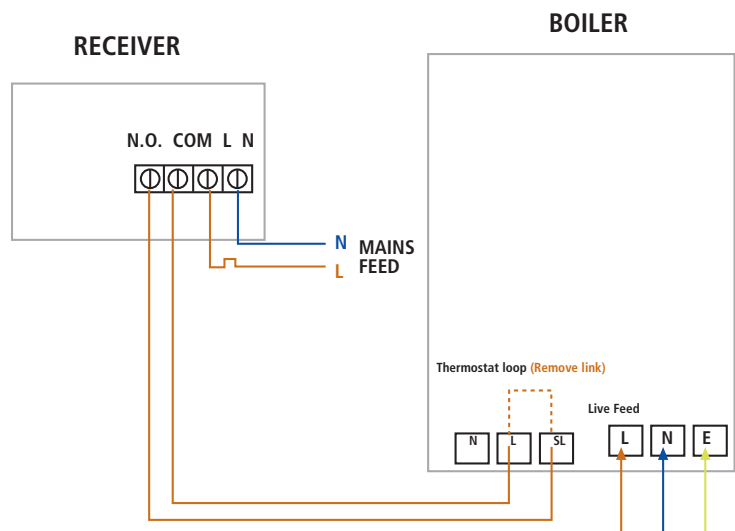 BOILER
RECEIVER
N.O. COM L N
N MAINS
L FEED
Thermostat loop (Remove link)
Live Feed
N L SL L N E